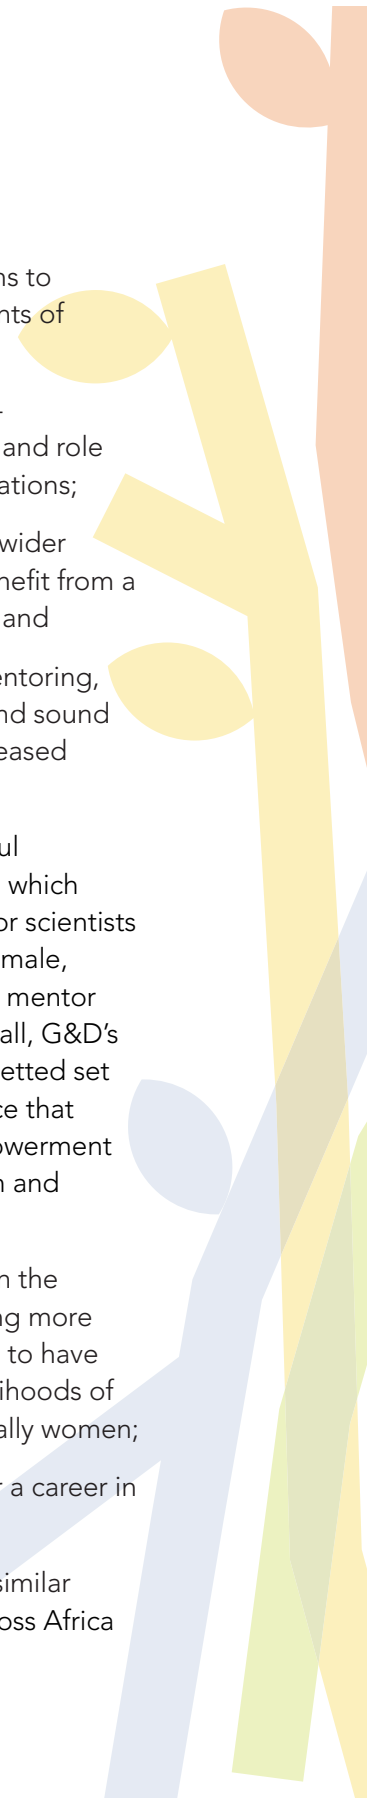 ns to
nts of
and role
ations;
wider
nefit from a
and
entoring,
nd sound
eased
ul
which
or scientists
male,
mentor
all, G&D's
etted set
ce that
owerment
n and
n the
ng more
to have
ihoods of
ally women;
r a career in
similar
oss Africa